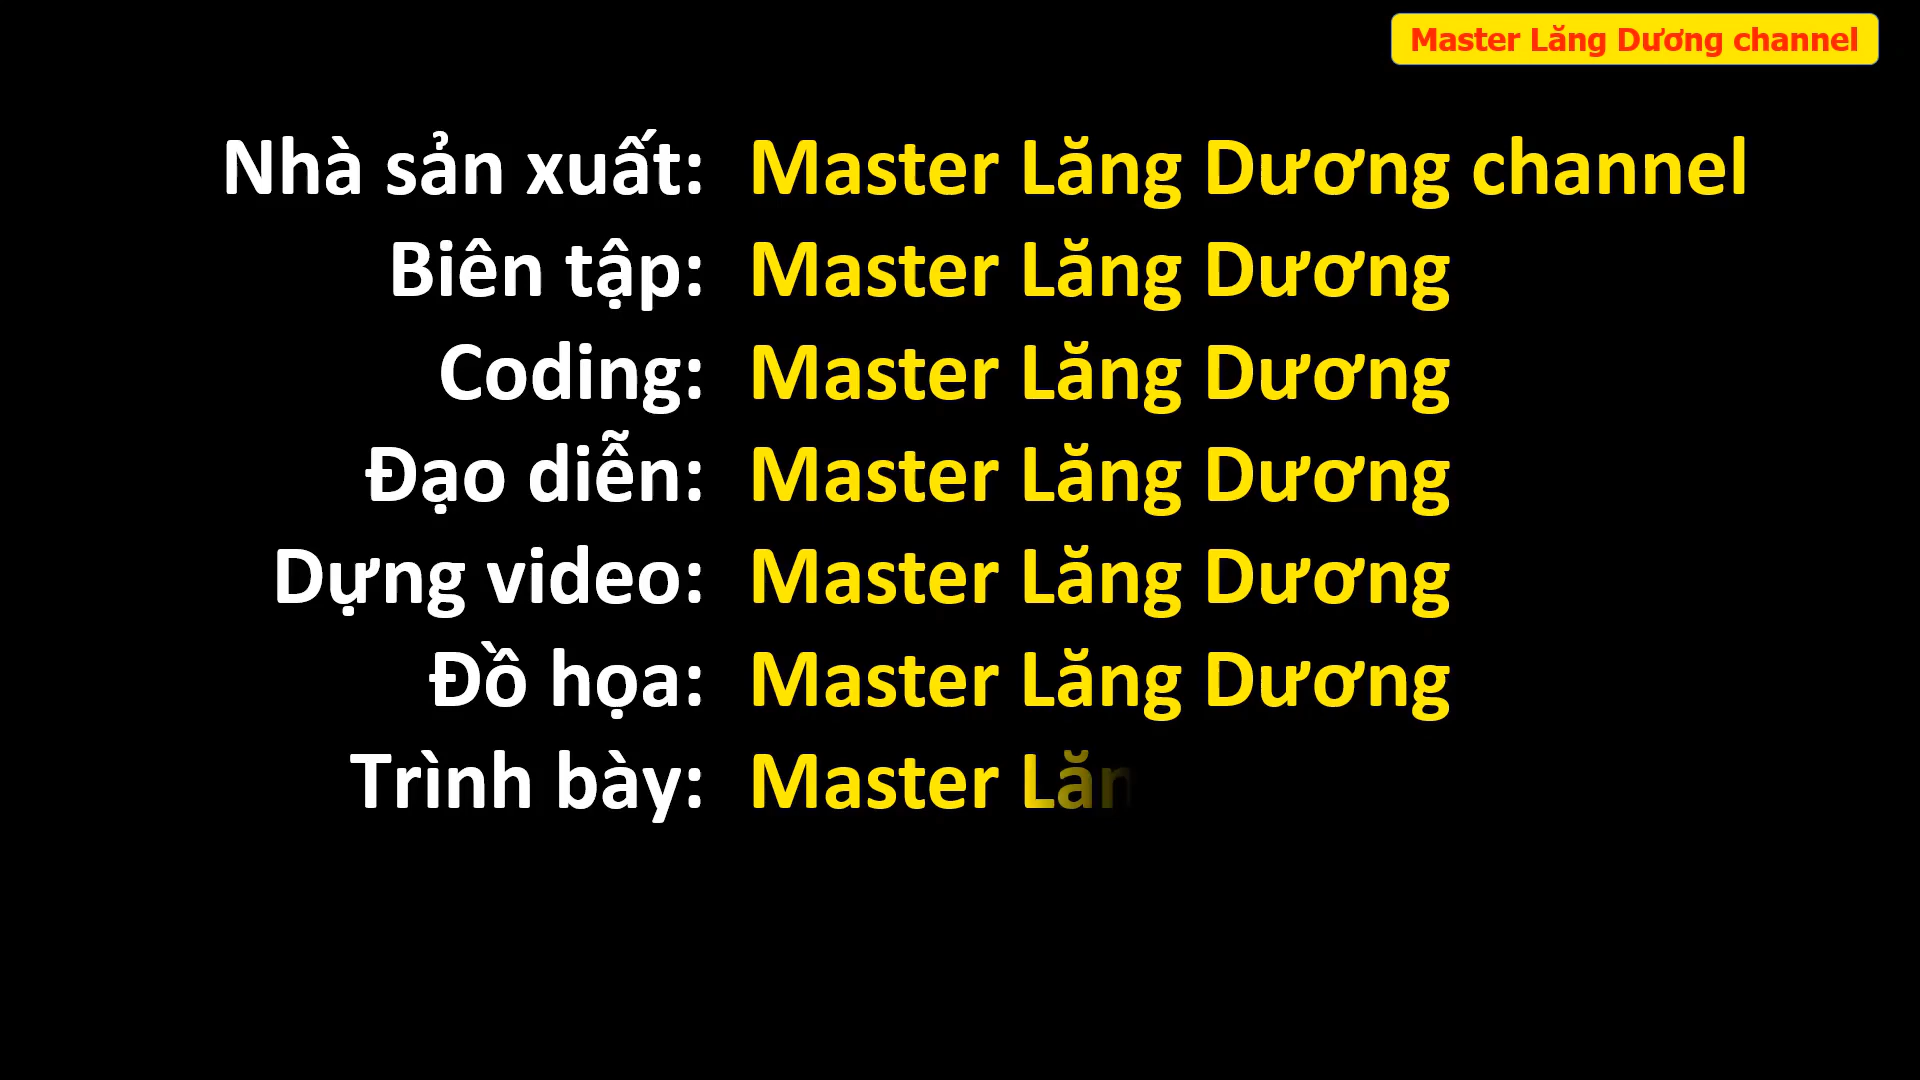 Master Lăng Dương channel
Nhà sản xuất: Master Lăng Dương channel
Biên tập: Master Lăng Dương
Coding: Master Lăng Dương
Đạo diễn: Master Lăng Dương
Dựng video: Master Lăng Dương
Đồ họa: Master Lăng Dương
Trình bày: Master Lăn